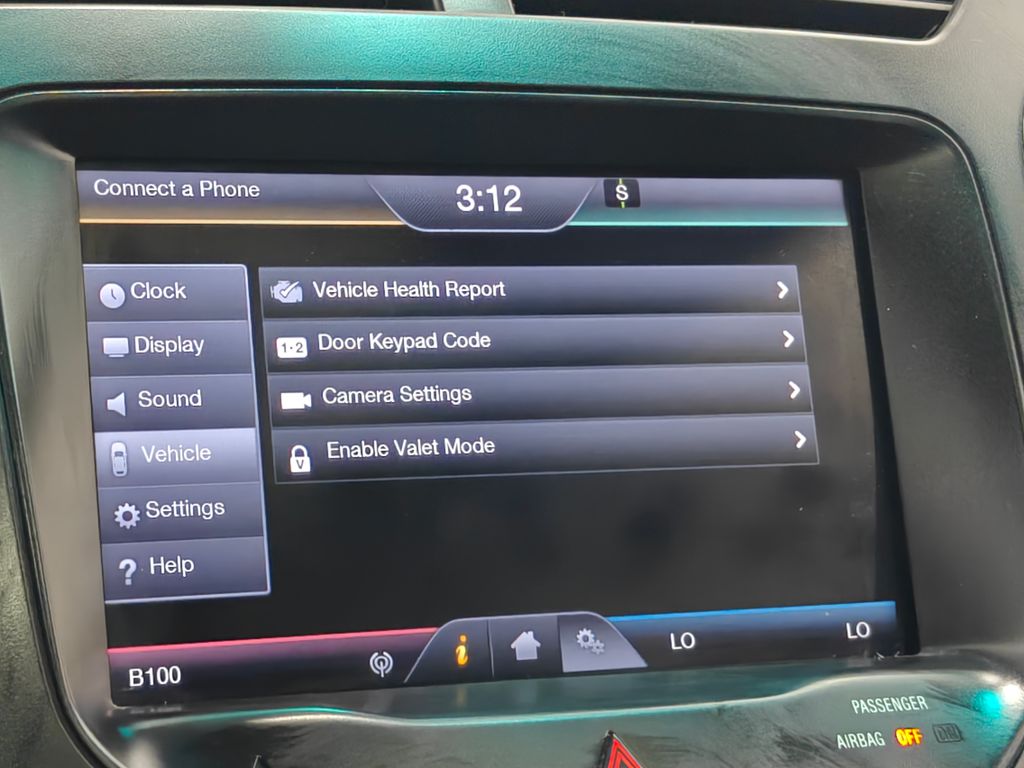 Connect a Phone
3:12
S
Clock
Display
Sound
Vehicle
Settings
Help
Vehicle Health Report
1·2 Door Keypad Code
Camera Settings
V Enable Valet Mode
B100
i
LO
LO
PASSENGER
AIRBAG OFF ON